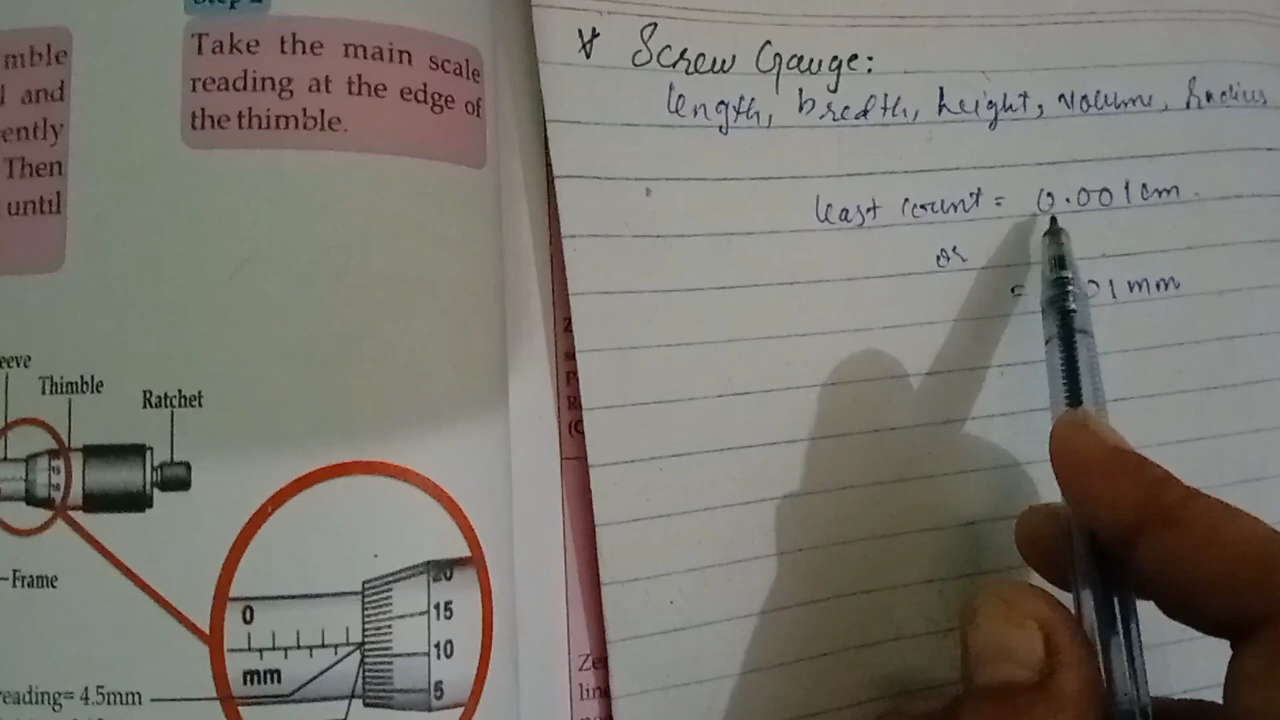 mble
and
ently
Then
until
Take the main scale
reading at the edge of
the thimble.
Thimble
Ratchet
Frame
0
mm
20
15
10
5
reading= 4.5mm
Screw Gauge:
length, bredth, height, volume, Radius
least count = 0.001cm.
or
= 01mm